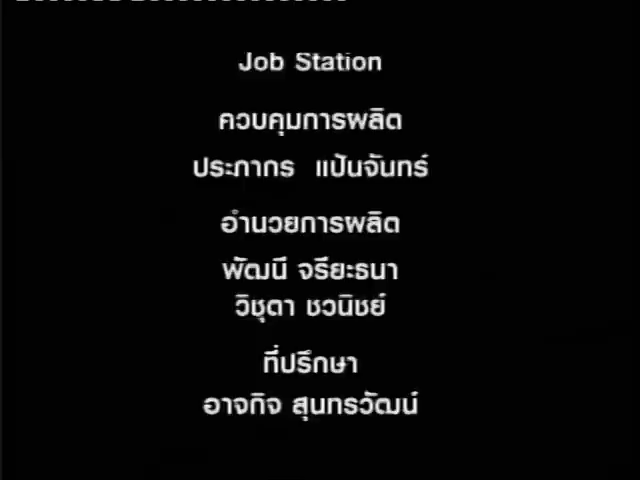 Job Station
ควบคุมการผลิต
ประภากร แป้นจันทร์
อำนวยการผลิต
พัฒนี จรียะธนา
วิชุตา ชวนิชย์
ที่ปรึกษา
อาจกิจ สุนทรวัฒน์